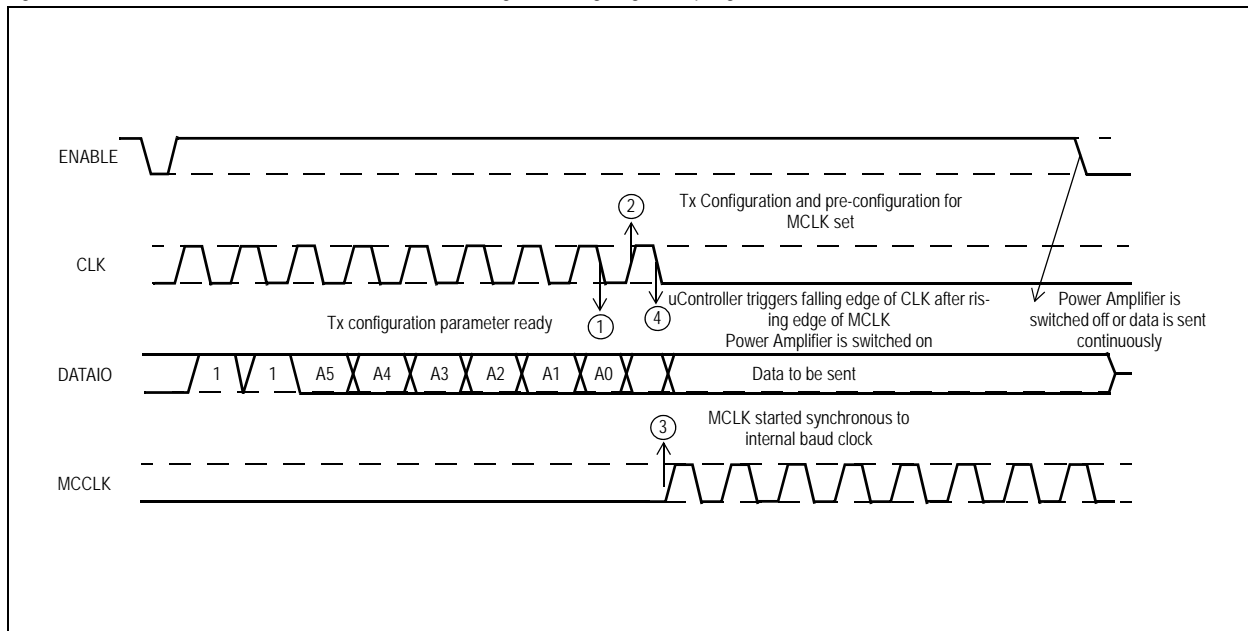 ENABLE
2
Tx Configuration and pre-configuration for
MCLK set
CLK
Tx configuration parameter ready
1
4
uController triggers falling edge of CLK after ris-
ing edge of MCLK
Power Amplifier is switched on
Power Amplifier is
switched off or data is sent
continuously
DATAIO
1 1 A5 A4 A3 A2 A1 A0 Data to be sent
3
MCLK started synchronous to
internal baud clock
MCCLK